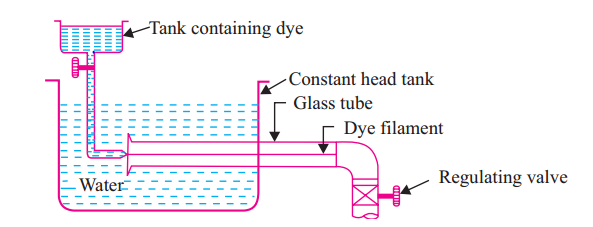 Tank containing dye
Constant head tank
Glass tube
Dye filament
Regulating valve
Water